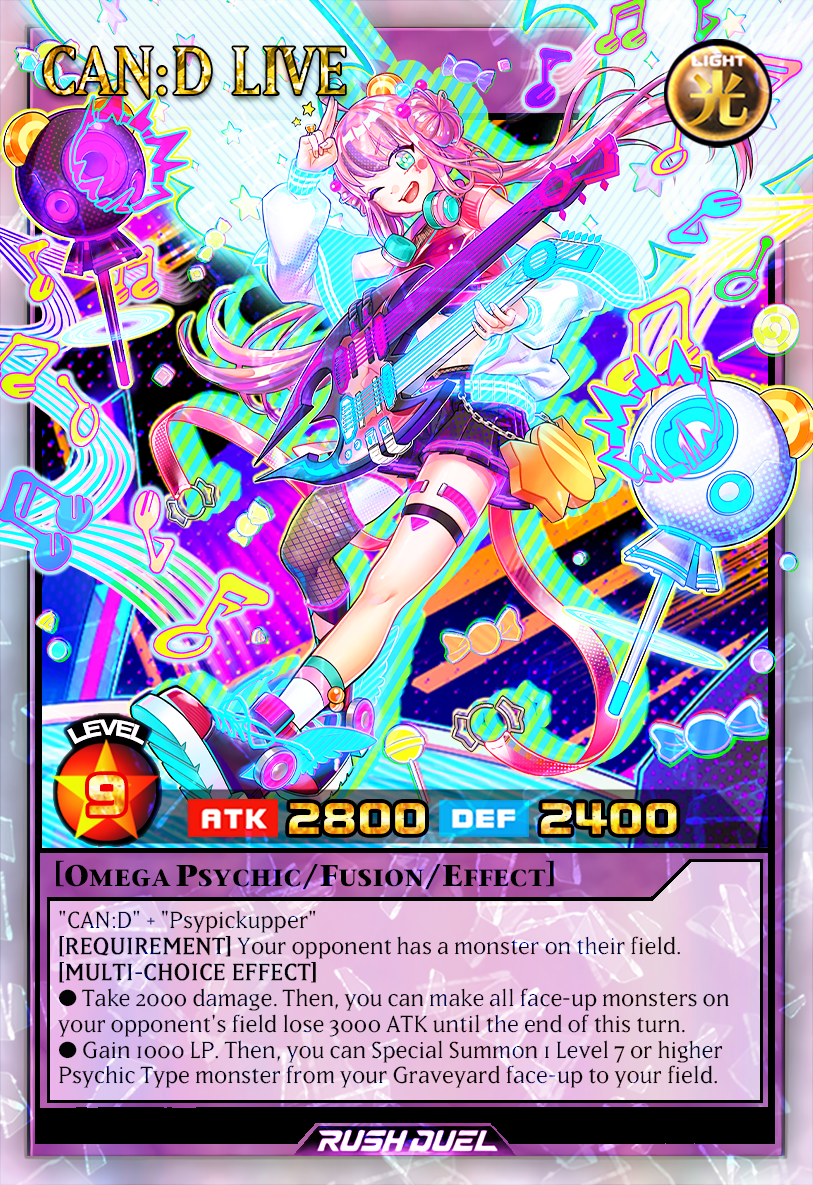 CAN:D LIVE
LIGHT
光
LEVEL
9
ATK 2800 DEF 2400
[OMEGA PSYCHIC/FUSION/EFFECT]
"CAN:D" + "Psypickupper"
[REQUIREMENT] Your opponent has a monster on their field.
[MULTI-CHOICE EFFECT]
● Take 2000 damage. Then, you can make all face-up monsters on
your opponent's field lose 3000 ATK until the end of this turn.
● Gain 1000 LP. Then, you can Special Summon 1 Level 7 or higher
Psychic Type monster from your Graveyard face-up to your field.
RUSH DUEL